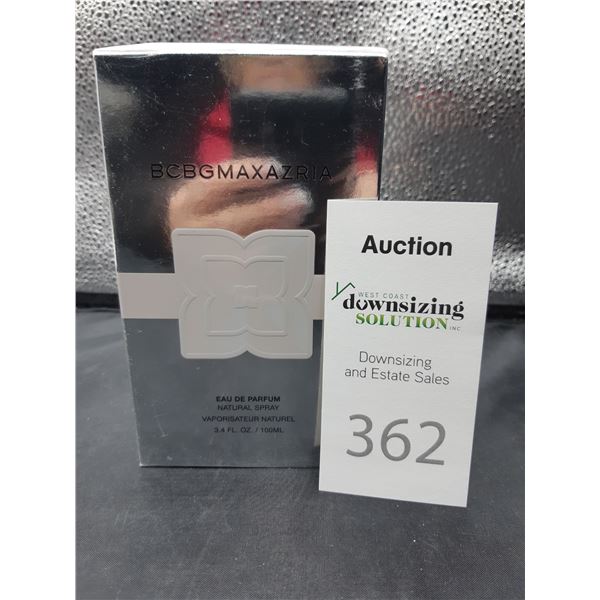 BCBGMAXAZRIA
EAU DE PARFUM
NATURAL SPRAY
VAPORISATEUR NATUREL
3.4 FL. OZ. / 100ML
Auction
WEST COAST
downsizing
SOLUTION INC
Downsizing
and Estate Sales
362